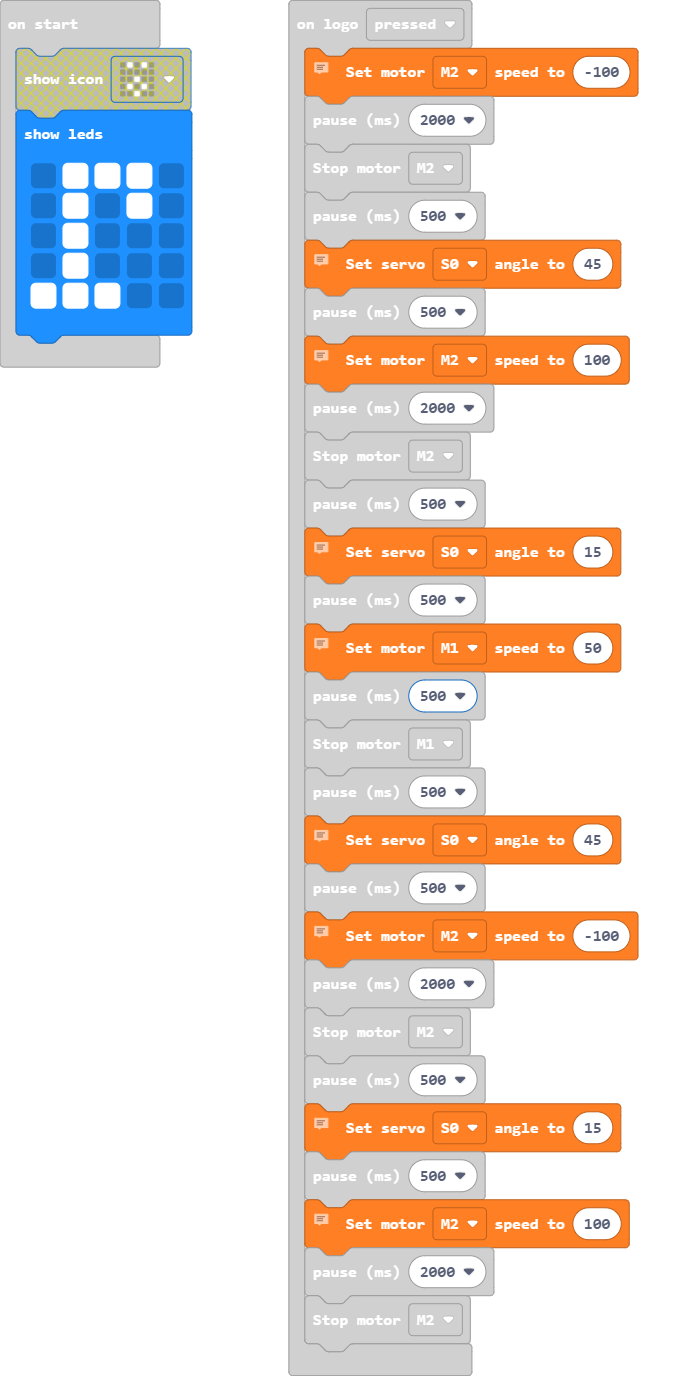 on start
show icon
show leds
on logo pressed
Set motor M2 speed to -100
pause (ms) 2000
Stop motor M2
pause (ms) 500
Set servo S0 angle to 45
pause (ms) 500
Set motor M2 speed to 100
pause (ms) 2000
Stop motor M2
pause (ms) 500
Set servo S0 angle to 15
pause (ms) 500
Set motor M1 speed to 50
pause (ms) 500
Stop motor M1
pause (ms) 500
Set servo S0 angle to 45
pause (ms) 500
Set motor M2 speed to -100
pause (ms) 2000
Stop motor M2
pause (ms) 500
Set servo S0 angle to 15
pause (ms) 500
Set motor M2 speed to 100
pause (ms) 2000
Stop motor M2